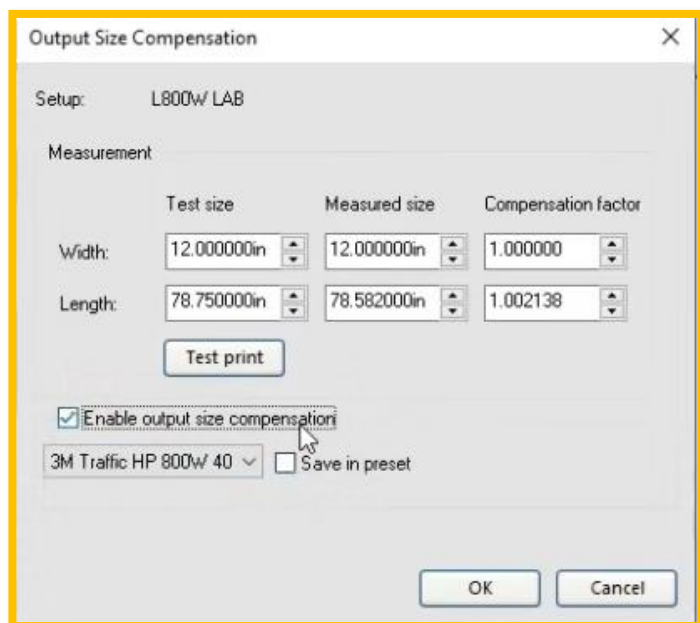 Output Size Compensation
Setup: L800W LAB
Measurement
Test size Measured size Compensation factor
Width: 12.000000in 12.000000in 1.000000
Length: 78.750000in 78.582000in 1.002138
Test print
Enable output size compensation
3M Traffic HP 800W 40 Save in preset
OK Cancel